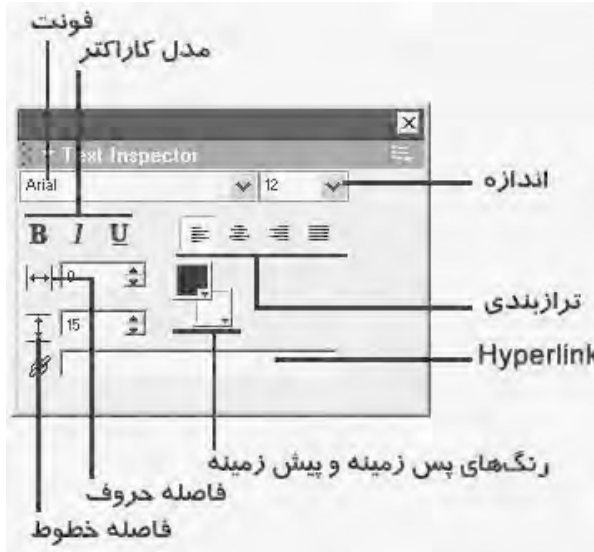 فونت
مدل کاراکتر
Text Inspector
Arial
12
اندازه
B I U
0
ترازبندی
15
Hyperlink
رنگ‌های پس زمینه و پیش زمینه
فاصله حروف
فاصله خطوط